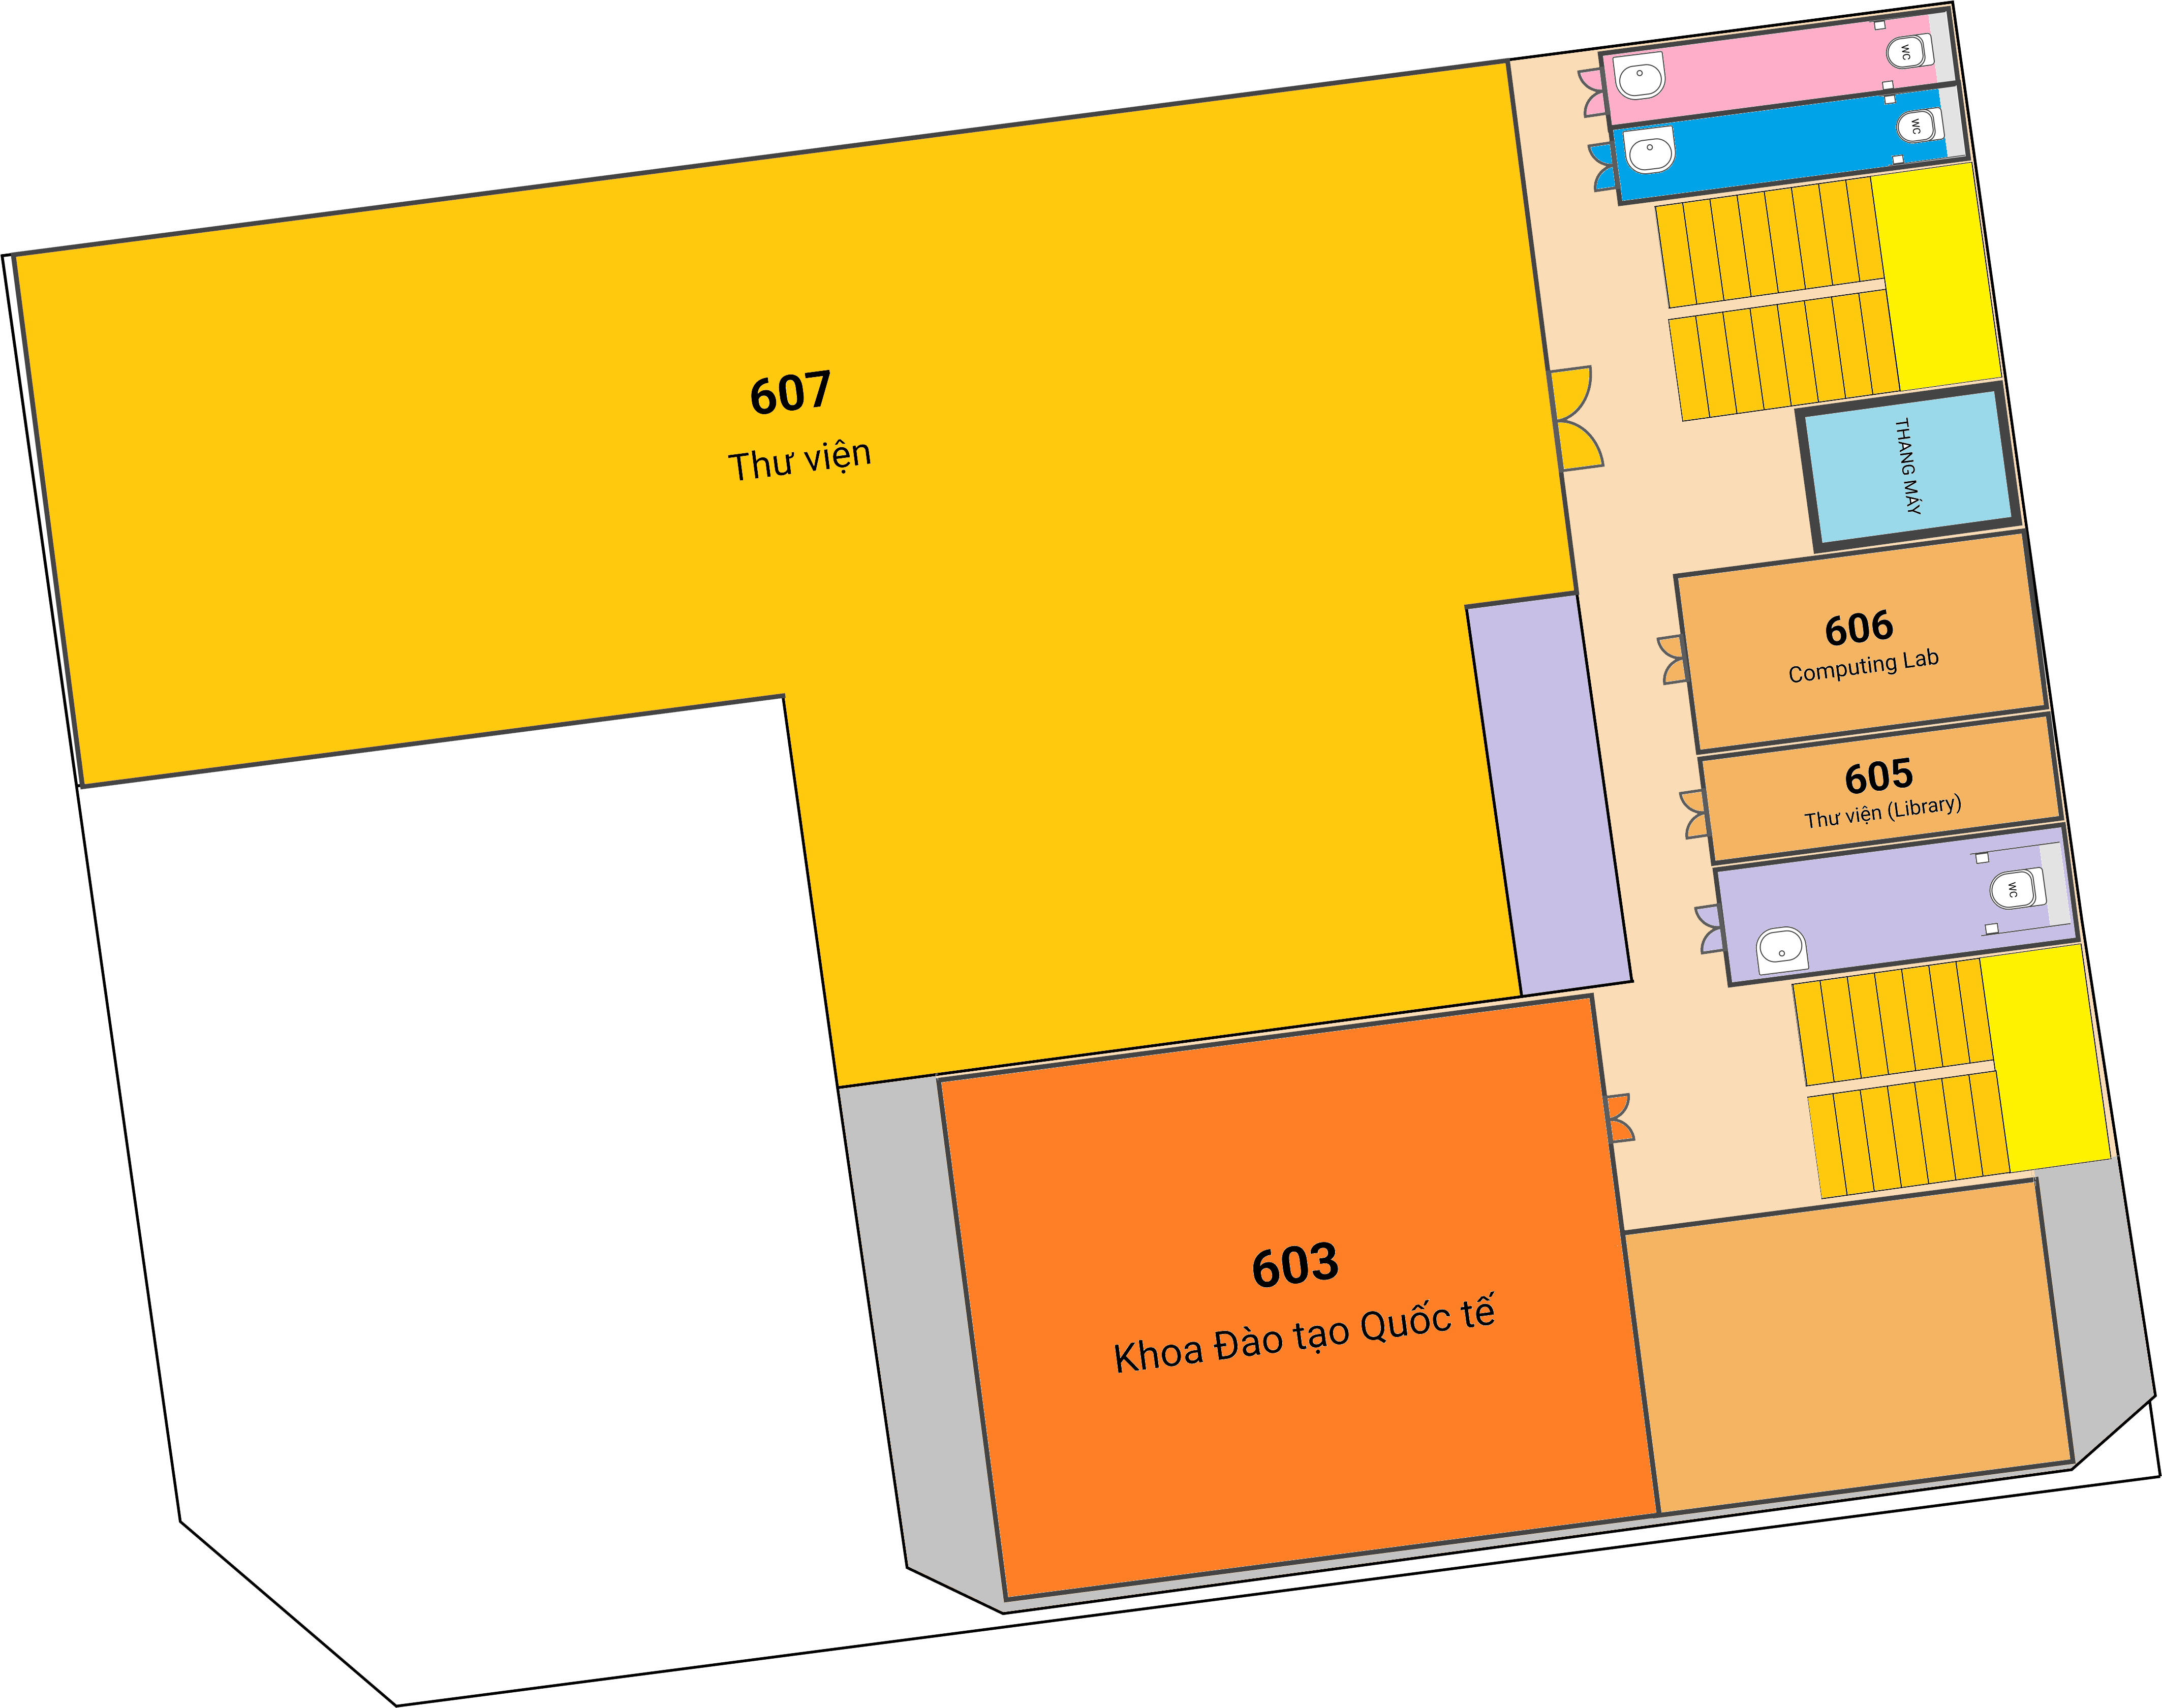 WC
WC
607
Thư viện
THANG MÁY
606
Computing Lab
605
Thư viện (Library)
WC
603
Khoa Đào tạo Quốc tế